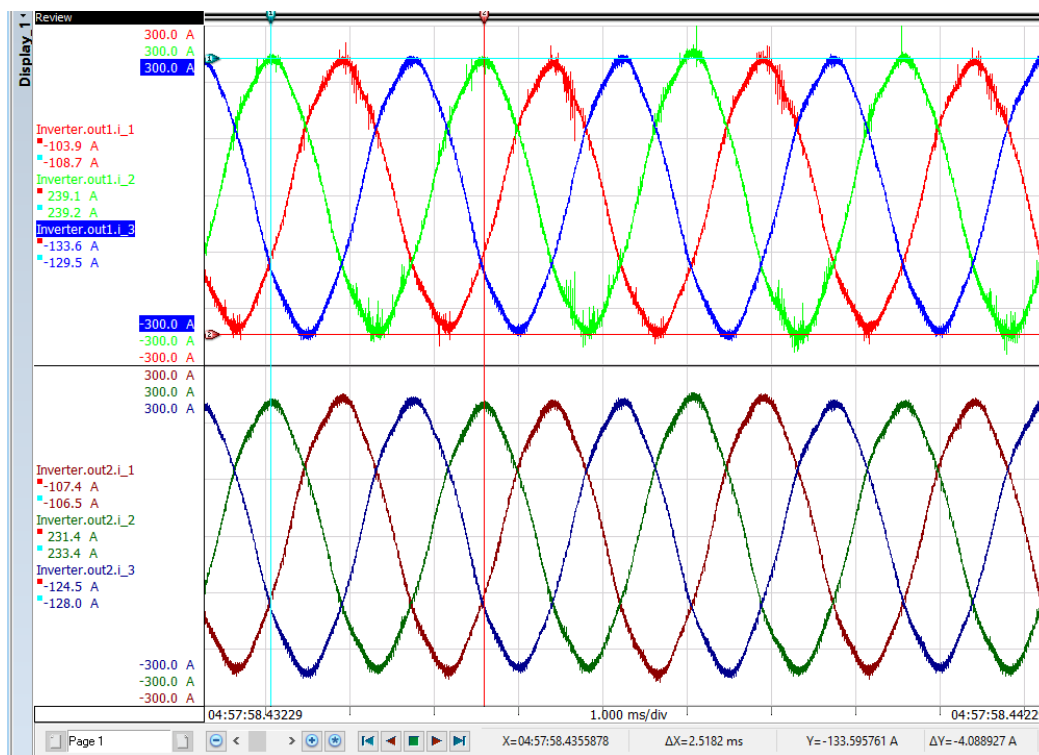 Review
Display_1
300.0 A
300.0 A
300.0 A
Inverter.out1.i_1
-103.9 A
-108.7 A
Inverter.out1.i_2
239.1 A
239.2 A
Inverter.out1.i_3
-133.6 A
-129.5 A
-300.0 A
-300.0 A
-300.0 A
1
2
1
2
300.0 A
300.0 A
300.0 A
Inverter.out2.i_1
-107.4 A
-106.5 A
Inverter.out2.i_2
231.4 A
233.4 A
Inverter.out2.i_3
-124.5 A
-128.0 A
-300.0 A
-300.0 A
-300.0 A
04:57:58.43229 1.000 ms/div 04:57:58.4422
Page 1 X=04:57:58.4355878 ΔX=2.5182 ms Y=-133.595761 A ΔY=-4.088927 A